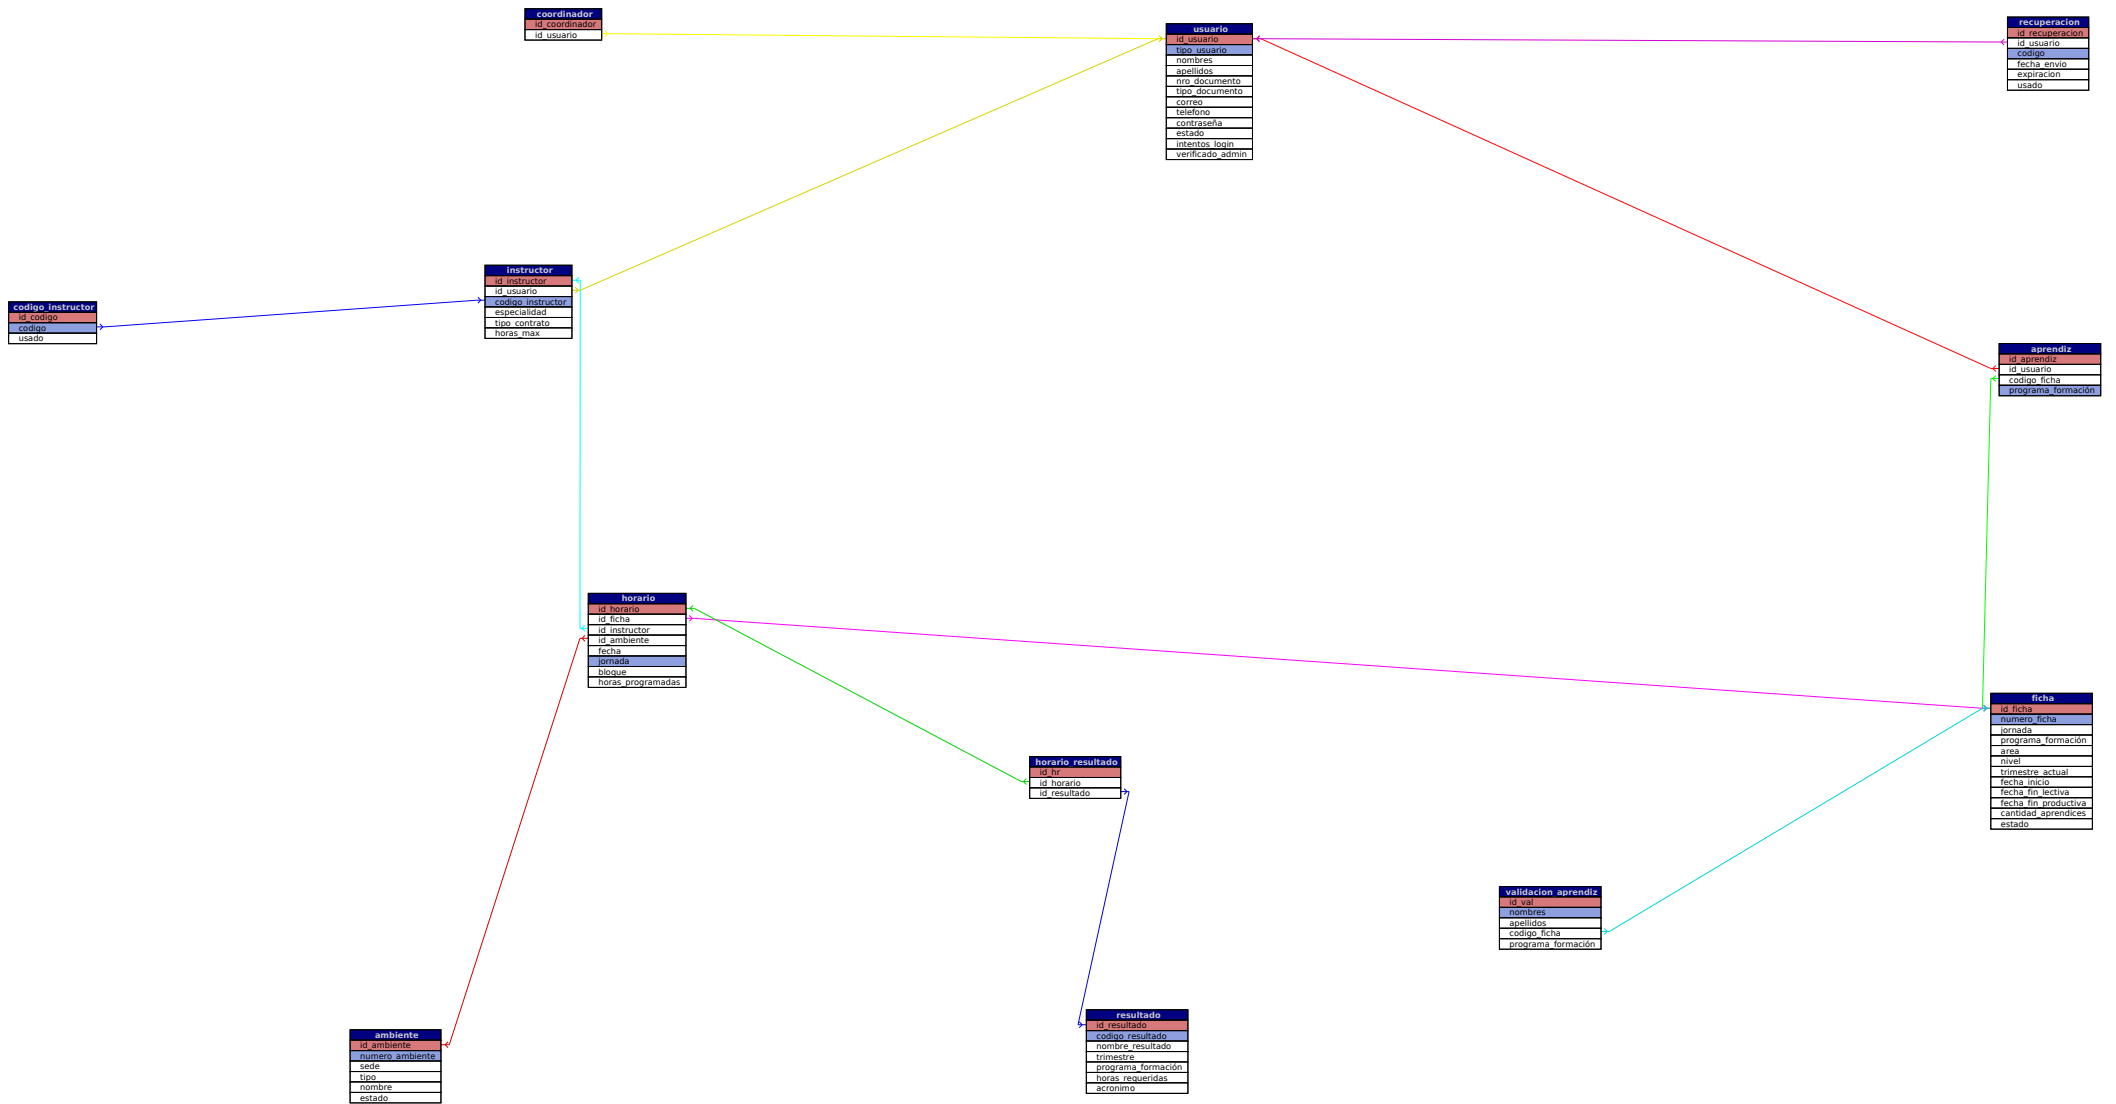 coordinador
id_coordinador
id_usuario
usuario
id_usuario
tipo_usuario
nombres
apellidos
nro_documento
tipo_documento
correo
telefono
contraseña
estado
intentos_login
verificado_admin
recuperacion
id_recuperacion
id_usuario
codigo
fecha_envio
expiracion
usado
instructor
id_instructor
id_usuario
codigo_instructor
especialidad
tipo_contrato
horas_max
codigo_instructor
id_codigo
codigo
usado
aprendiz
id_aprendiz
id_usuario
codigo_ficha
programa_formación
horario
id_horario
id_ficha
id_instructor
id_ambiente
fecha
jornada
bloque
horas_programadas
ficha
id_ficha
numero_ficha
jornada
programa_formación
area
nivel
trimestre_actual
fecha_inicio
fecha_fin_lectiva
fecha_fin_productiva
cantidad_aprendices
estado
horario_resultado
id_hr
id_horario
id_resultado
validacion_aprendiz
id_val
nombres
apellidos
codigo_ficha
programa_formación
resultado
id_resultado
codigo_resultado
nombre_resultado
trimestre
programa_formación
horas_requeridas
acronimo
ambiente
id_ambiente
numero_ambiente
sede
tipo
nombre
estado